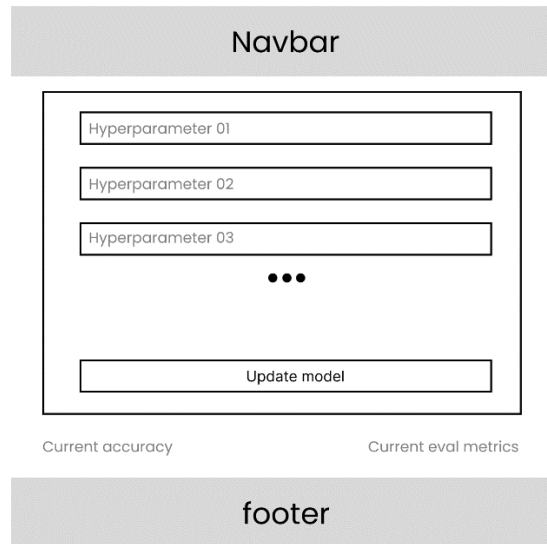 Navbar
Hyperparameter 01
Hyperparameter 02
Hyperparameter 03
•••
Update model
Current accuracy
Current eval metrics
footer